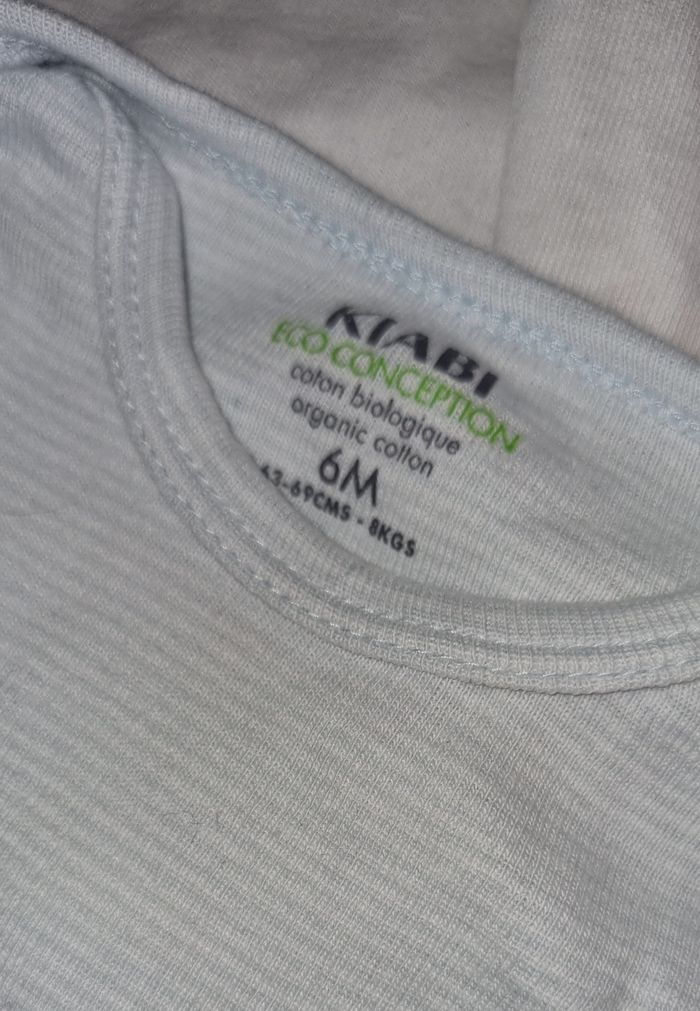 KIABI
ECO CONCEPTION
coton biologique
organic cotton
6M
63-69CMS - 8KGS